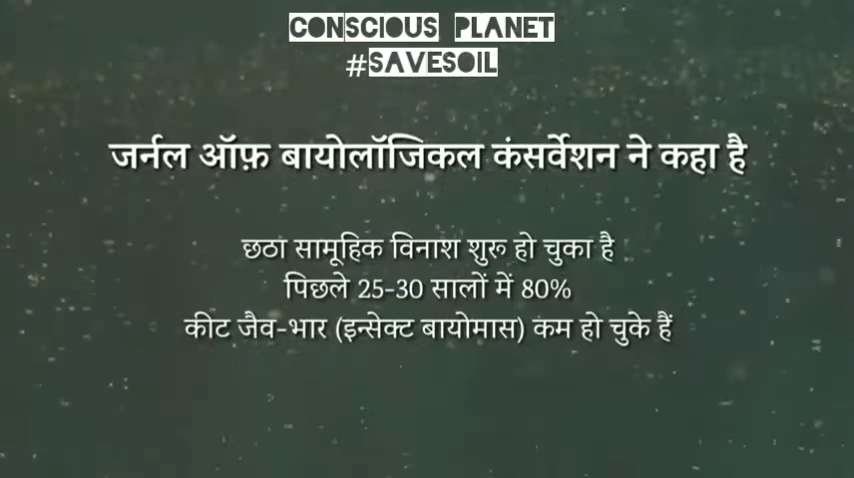 CONSCIOUS PLANET
#SAVESOIL
जर्नल ऑफ़ बायोलॉजिकल कंसर्वेशन ने कहा है
छठा सामूहिक विनाश शुरू हो चुका है
पिछले 25-30 सालों में 80%
कीट जैव-भार (इन्सेक्ट बायोमास) कम हो चुके हैं